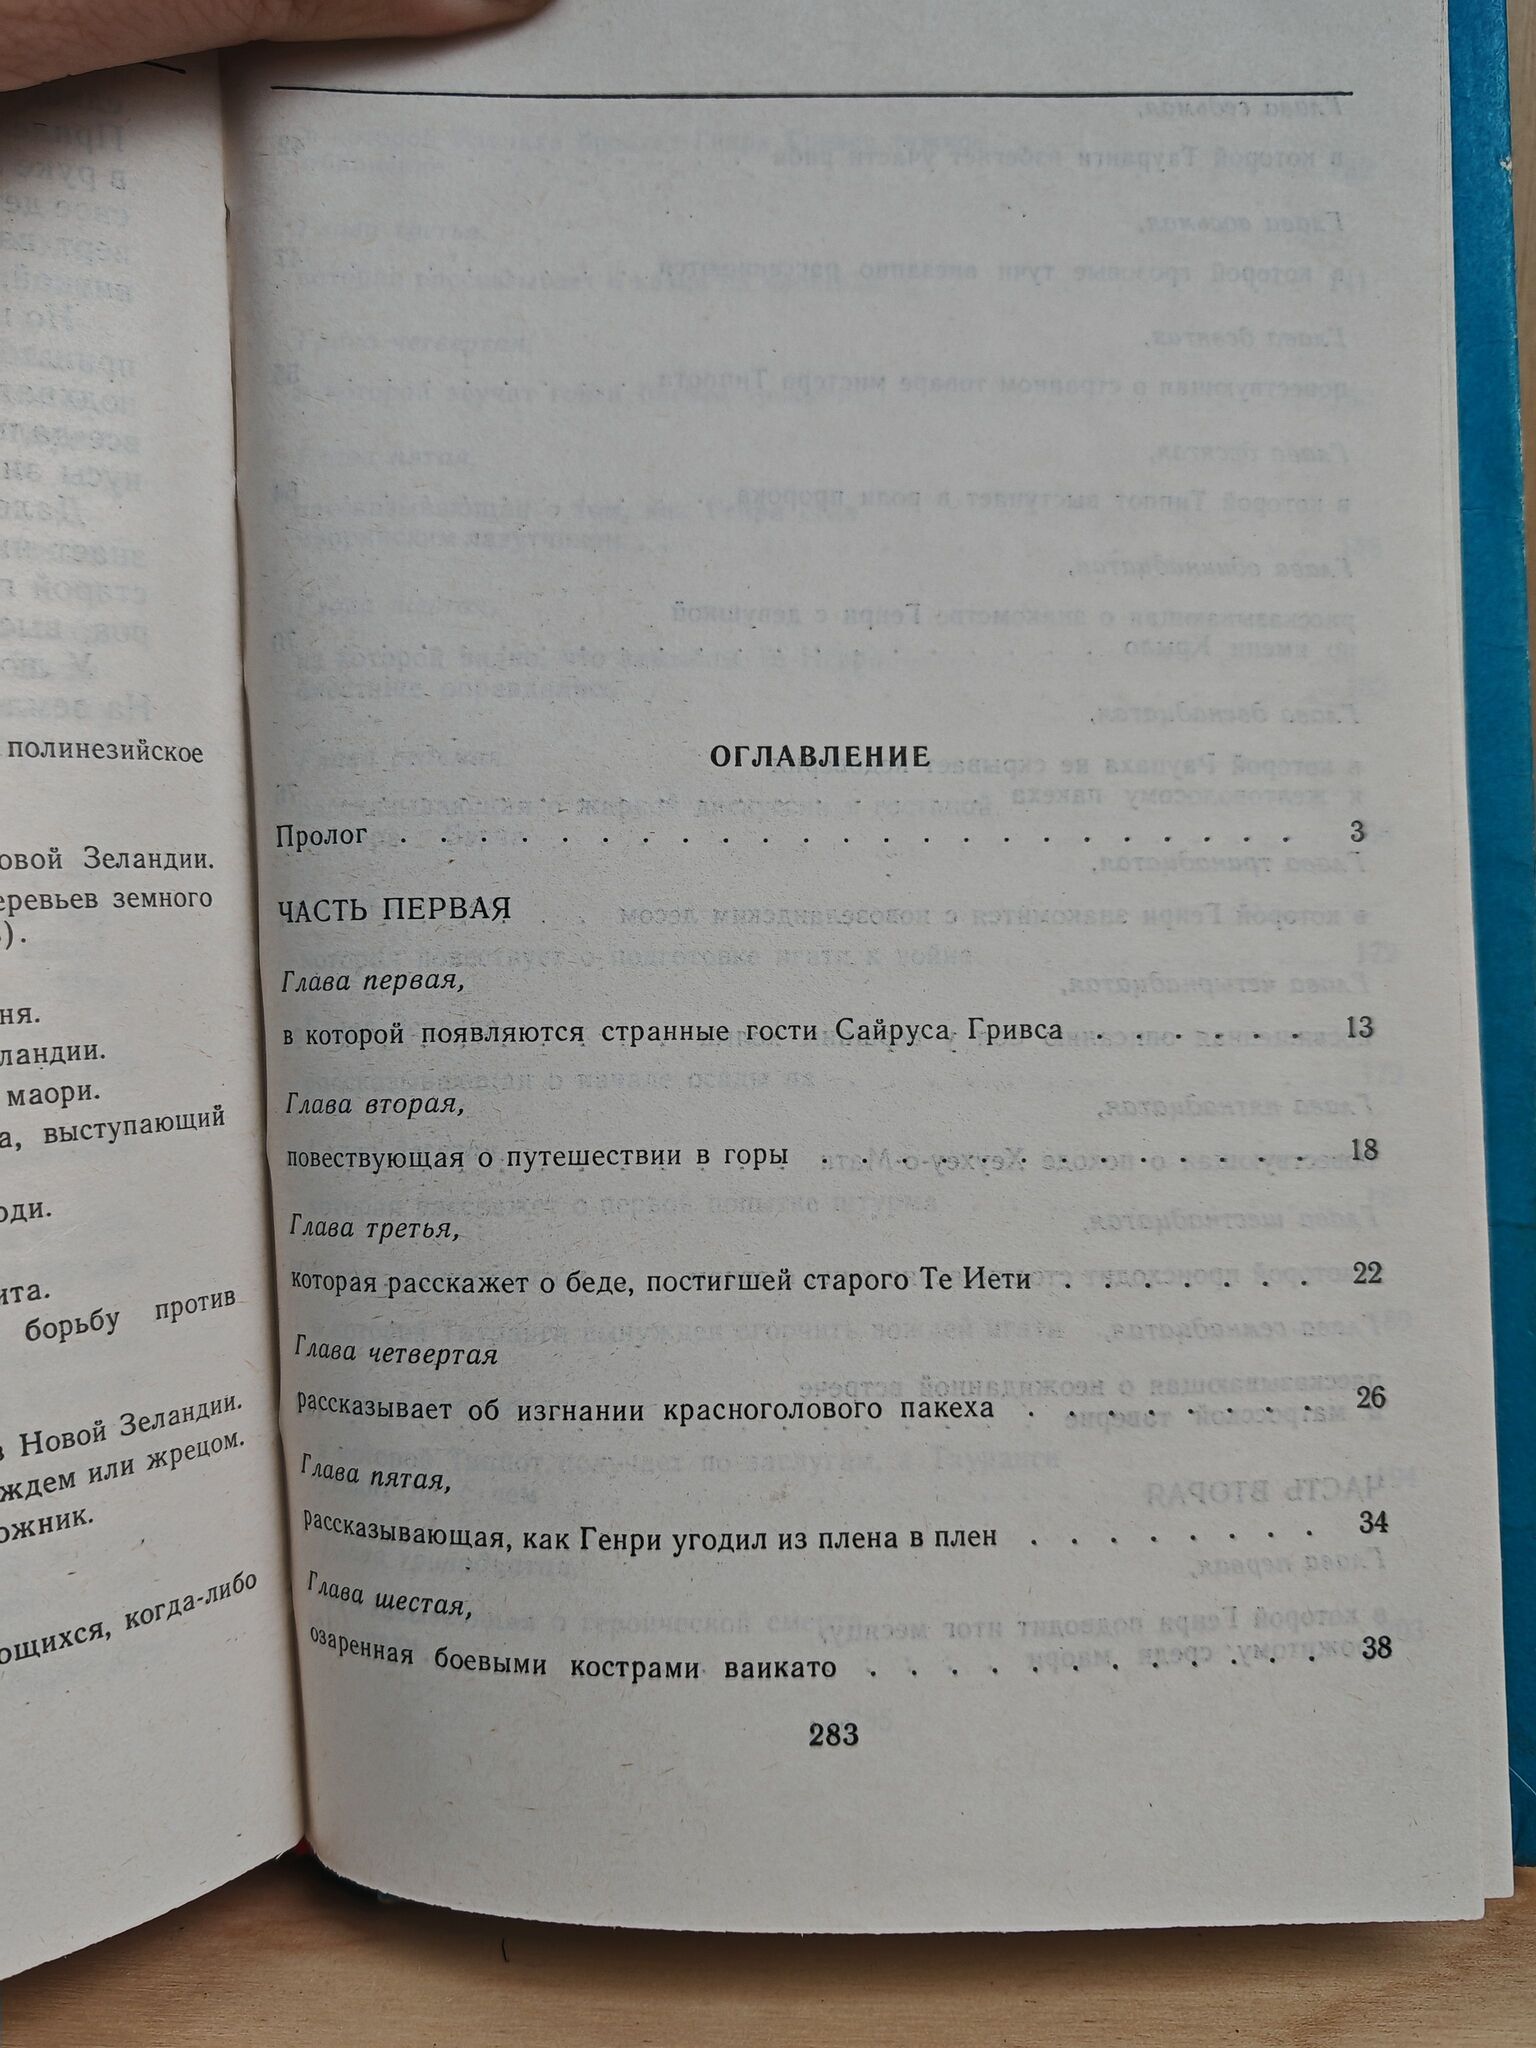 полинезийское
овой Зеландии.
еревьев земного
).
ня.
ландии.
маори.
а, выступающий
оди.
ита.
борьбу против
в Новой Зеландии.
ждем или жрецом.
ожник.
ющихся, когда-либо
ОГЛАВЛЕНИЕ
Пролог . . . . . . . . . . . . . . . . . . . . 3
ЧАСТЬ ПЕРВАЯ
Глава первая,
в которой появляются странные гости Сайруса Гривса . . . . . . 13
Глава вторая,
повествующая о путешествии в горы . . . . . . . . . . . . 18
Глава третья,
которая расскажет о беде, постигшей старого Те Иети . . . . . . . 22
Глава четвертая
рассказывает об изгнании красноголового пакеха . . . . . . . . 26
Глава пятая,
рассказывающая, как Генри угодил из плена в плен . . . . . . . . 34
Глава шестая,
озаренная боевыми кострами ваикато . . . . . . . . . . . 38
283